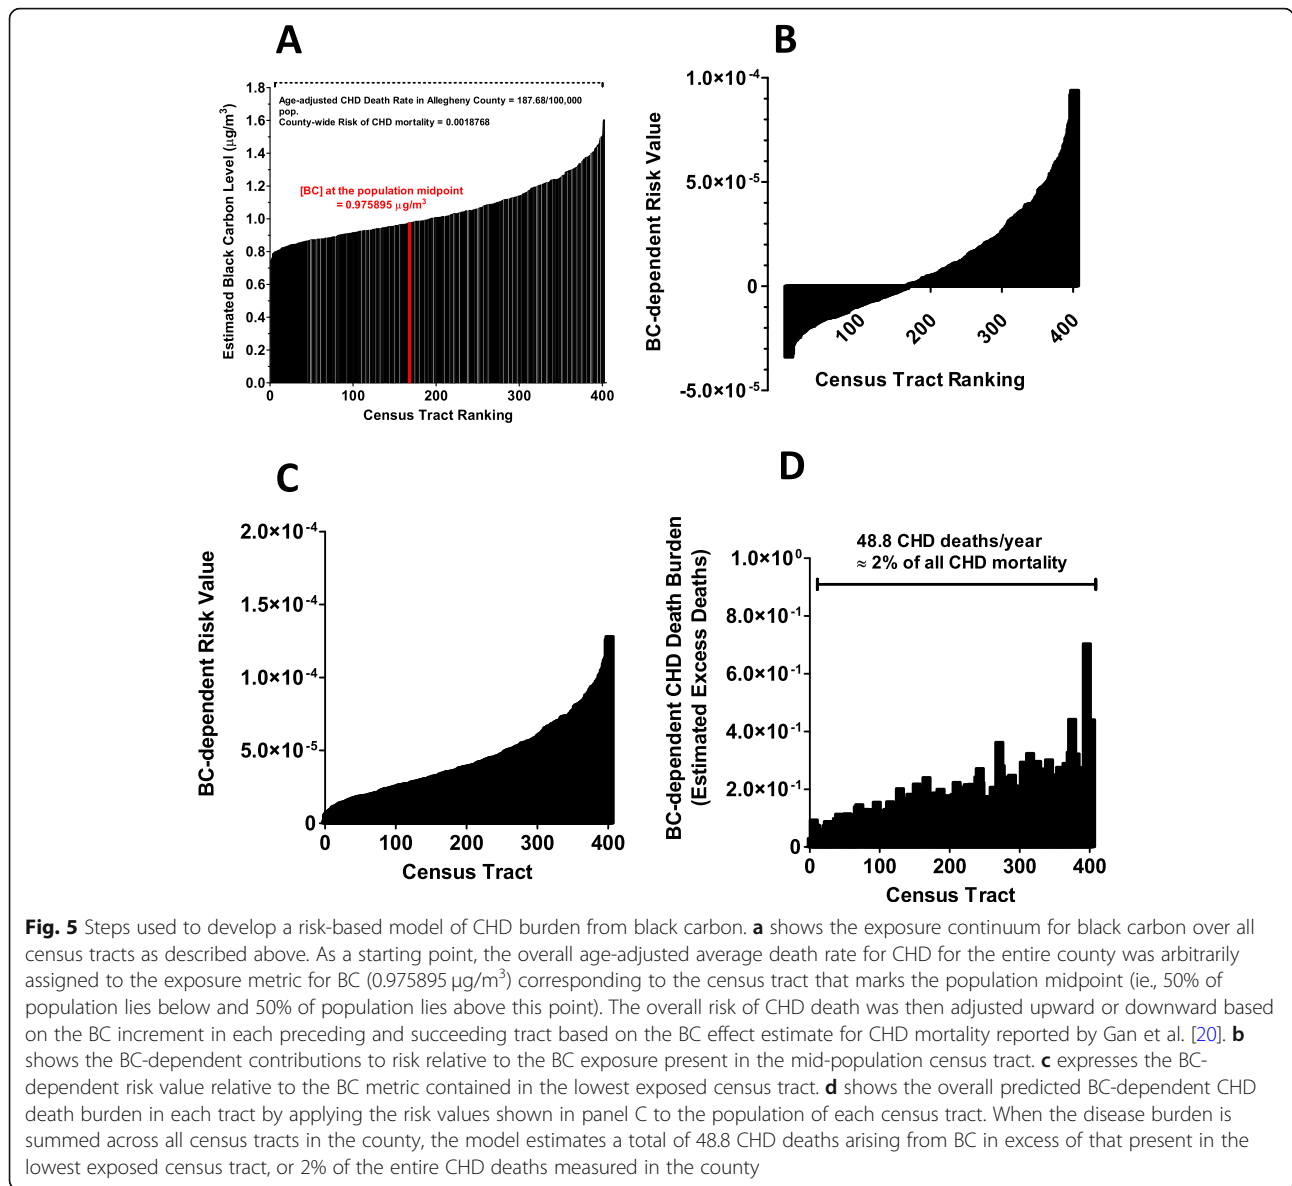 A
1.8
1.6
1.4
1.2
1.0
0.8
0.6
0.4
0.2
0.0
Estimated Black Carbon Level (µg/m³)
Age-adjusted CHD Death Rate in Allegheny County = 187.68/100,000
pop.
County-wide Risk of CHD mortality = 0.0018768
[BC] at the population midpoint
= 0.975895 µg/m³
0 100 200 300 400
Census Tract Ranking
B
1.0×10⁻⁴
5.0×10⁻⁵
0
-5.0×10⁻⁵
BC-dependent Risk Value
100 200 300 400
Census Tract Ranking
C
2.0×10⁻⁴
1.5×10⁻⁴
1.0×10⁻⁴
5.0×10⁻⁵
0
BC-dependent Risk Value
0 100 200 300 400
Census Tract
D
48.8 CHD deaths/year
≈ 2% of all CHD mortality
1.0×10⁰
8.0×10⁻¹
6.0×10⁻¹
4.0×10⁻¹
2.0×10⁻¹
0
BC-dependent CHD Death Burden
(Estimated Excess Deaths)
0 100 200 300 400
Census Tract
Fig. 5 Steps used to develop a risk-based model of CHD burden from black carbon. a shows the exposure continuum for black carbon over all
census tracts as described above. As a starting point, the overall age-adjusted average death rate for CHD for the entire county was arbitrarily
assigned to the exposure metric for BC (0.975895 µg/m³) corresponding to the census tract that marks the population midpoint (ie., 50% of
population lies below and 50% of population lies above this point). The overall risk of CHD death was then adjusted upward or downward based
on the BC increment in each preceding and succeeding tract based on the BC effect estimate for CHD mortality reported by Gan et al. [20]. b
shows the BC-dependent contributions to risk relative to the BC exposure present in the mid-population census tract. c expresses the BC-
dependent risk value relative to the BC metric contained in the lowest exposed census tract. d shows the overall predicted BC-dependent CHD
death burden in each tract by applying the risk values shown in panel C to the population of each census tract. When the disease burden is
summed across all census tracts in the county, the model estimates a total of 48.8 CHD deaths arising from BC in excess of that present in the
lowest exposed census tract, or 2% of the entire CHD deaths measured in the county